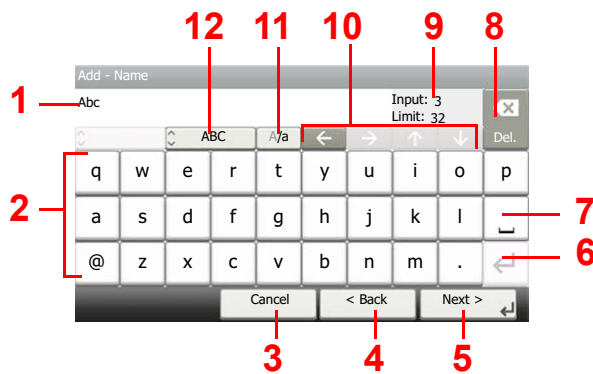 12 11 10 9 8
Add - Name
1 Abc Input: 3
Limit: 32
ABC A/a ← → ↑ ↓ Del.
q w e r t y u i o p
2 a s d f g h j k l 7
@ z x c v b n m . 6
Cancel < Back Next >
3 4 5